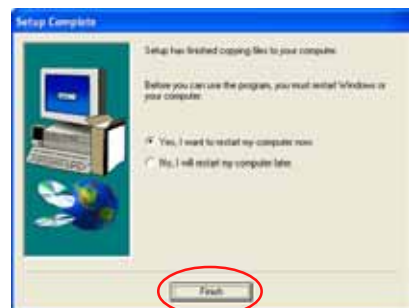 Setup Complete
Setup has finished copying files to your computer.
Before you can use the program, you must restart Windows or
your computer.
Yes, I want to restart my computer now.
No, I will restart my computer later.
Finish